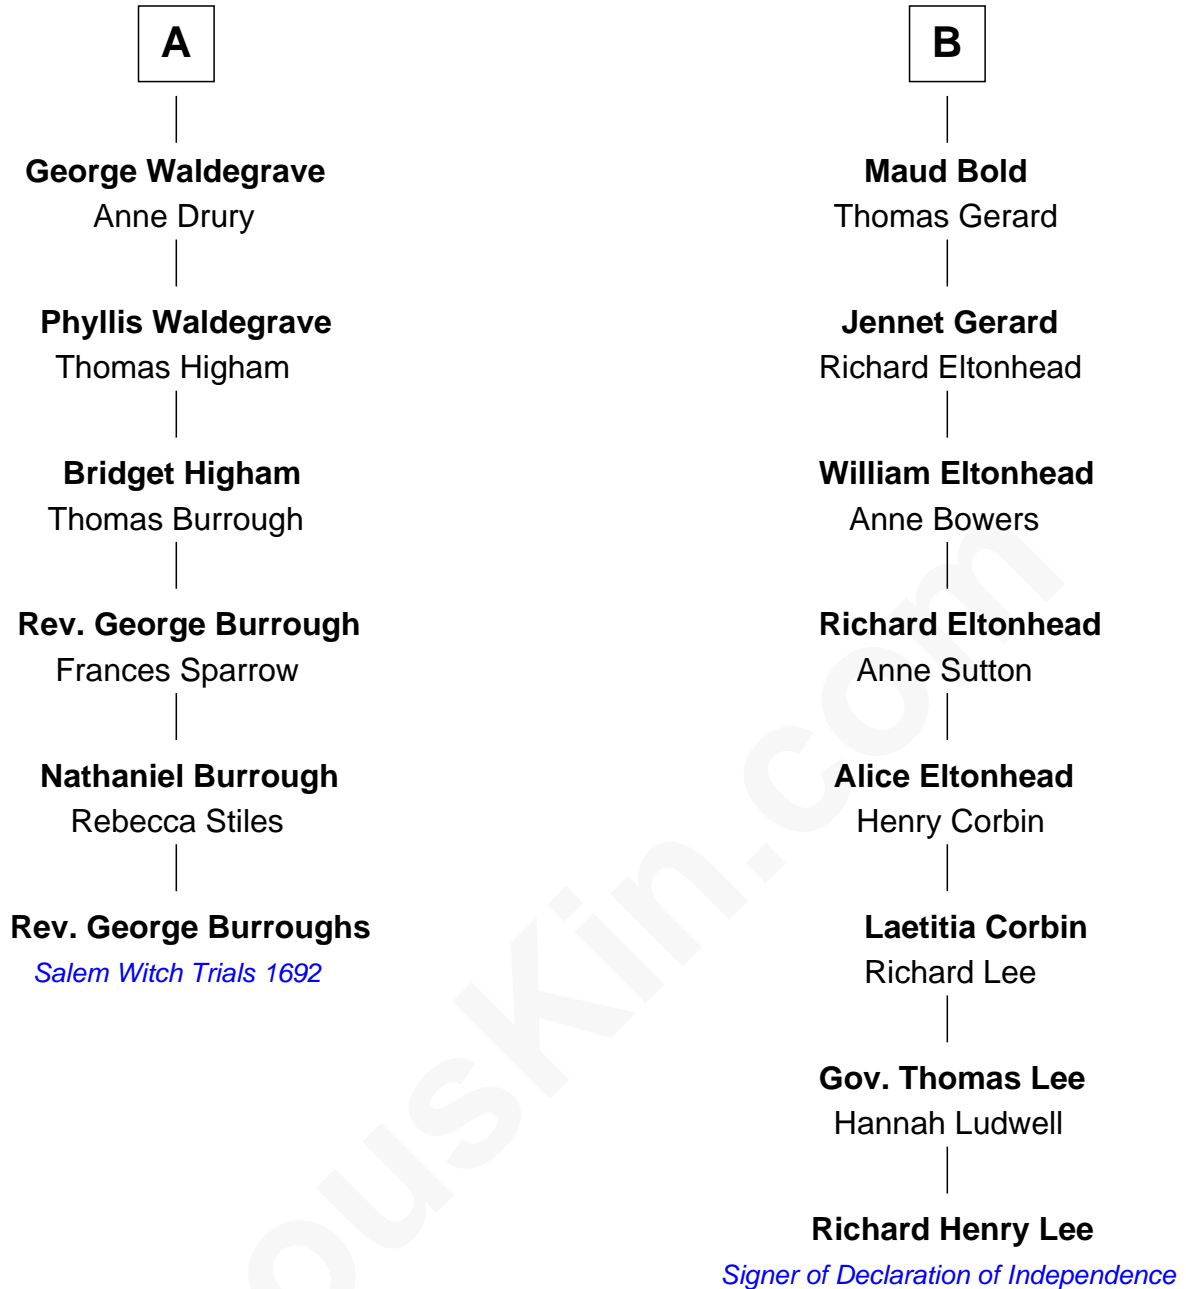 A
George Waldegrave
Anne Drury
Phyllis Waldegrave
Thomas Higham
Bridget Higham
Thomas Burrough
Rev. George Burrough
Frances Sparrow
Nathaniel Burrough
Rebecca Stiles
Rev. George Burroughs
Salem Witch Trials 1692
B
Maud Bold
Thomas Gerard
Jennet Gerard
Richard Eltonhead
William Eltonhead
Anne Bowers
Richard Eltonhead
Anne Sutton
Alice Eltonhead
Henry Corbin
Laetitia Corbin
Richard Lee
Gov. Thomas Lee
Hannah Ludwell
Richard Henry Lee
Signer of Declaration of Independence
ousKin.com